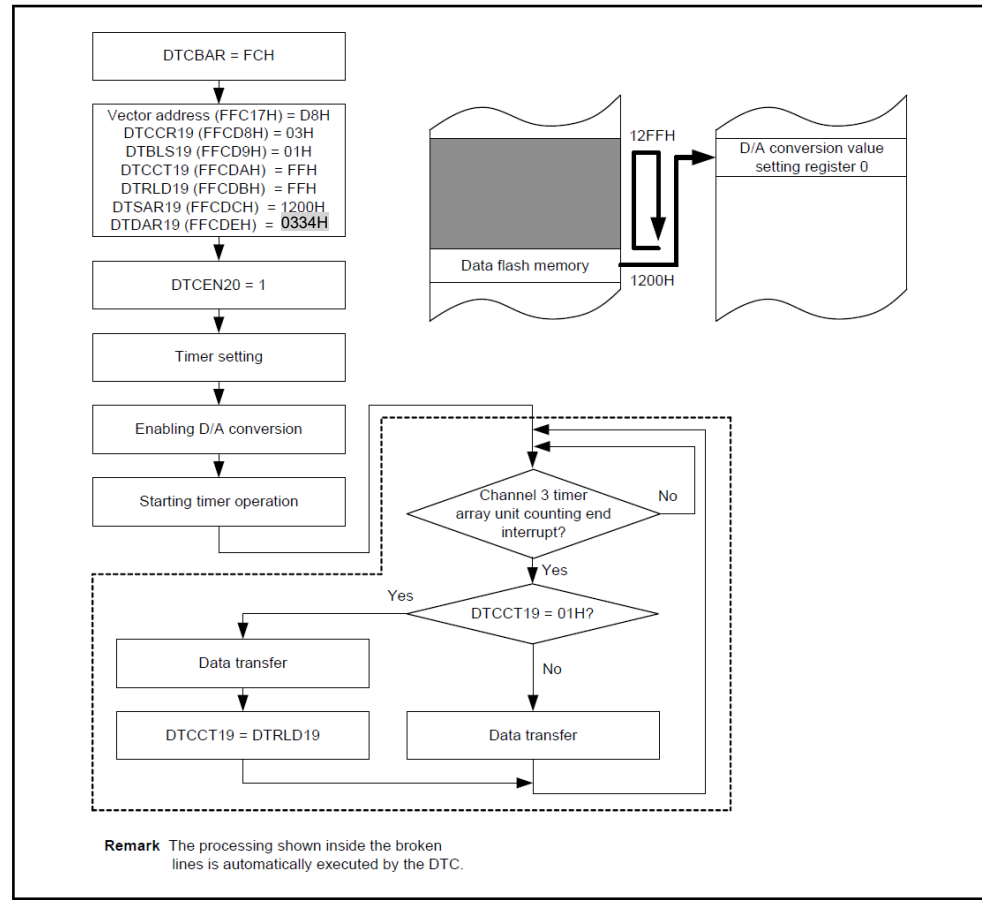 DTCBAR = FCH
Vector address (FFC17H) = D8H
DTCCR19 (FFCD8H) = 03H
DTBLS19 (FFCD9H) = 01H
DTCCT19 (FFCDAH) = FFH
DTRLD19 (FFCDBH) = FFH
DTSAR19 (FFCDCH) = 1200H
DTDAR19 (FFCDEH) = 0334H
DTCEN20 = 1
Timer setting
Enabling D/A conversion
Starting timer operation
12FFH
D/A conversion value
setting register 0
Data flash memory
1200H
Channel 3 timer
array unit counting end
interrupt?
No
Yes
DTCCT19 = 01H?
Yes
No
Data transfer
DTCCT19 = DTRLD19
Data transfer
Remark The processing shown inside the broken
lines is automatically executed by the DTC.